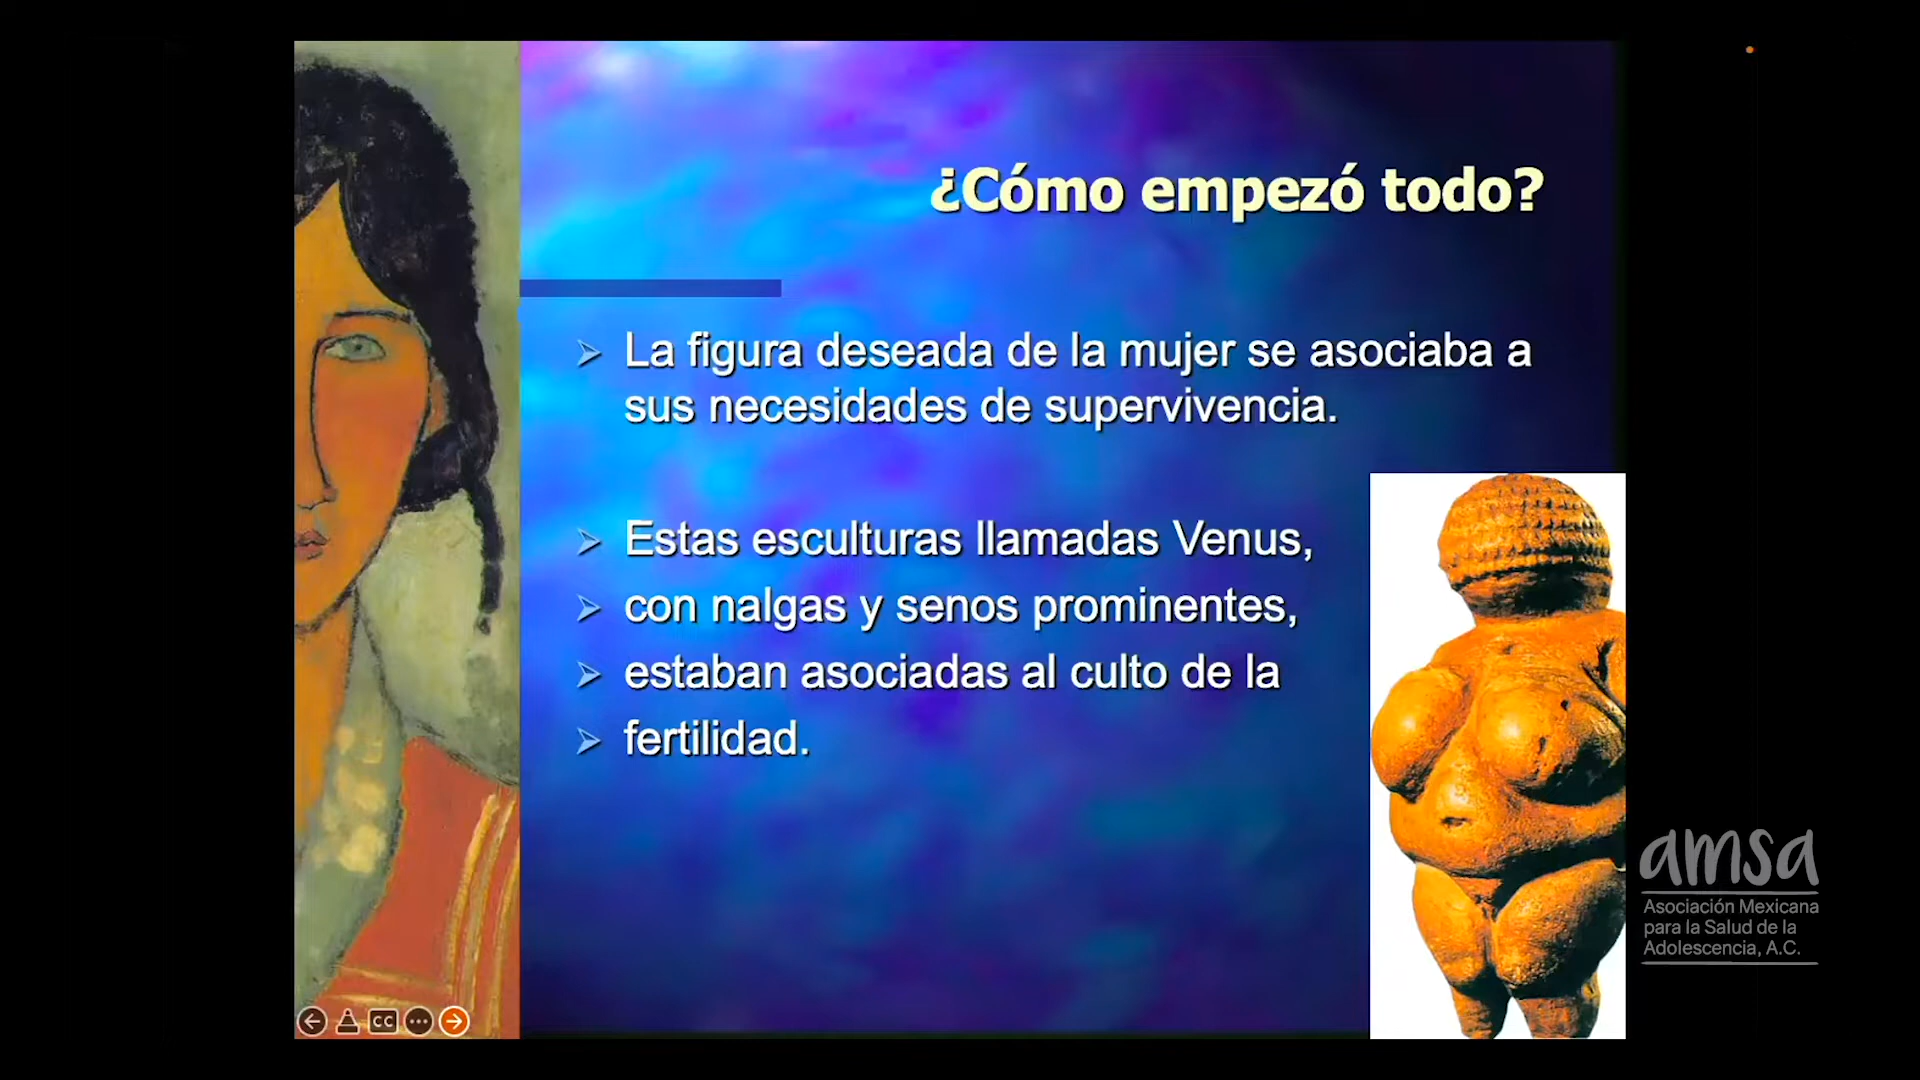 ¿Cómo empezó todo?
La figura deseada de la mujer se asociaba a
sus necesidades de supervivencia.
Estas esculturas llamadas Venus,
con nalgas y senos prominentes,
estaban asociadas al culto de la
fertilidad.
amsa
Asociación Mexicana
para la Salud de la
Adolescencia, A.C.
CC